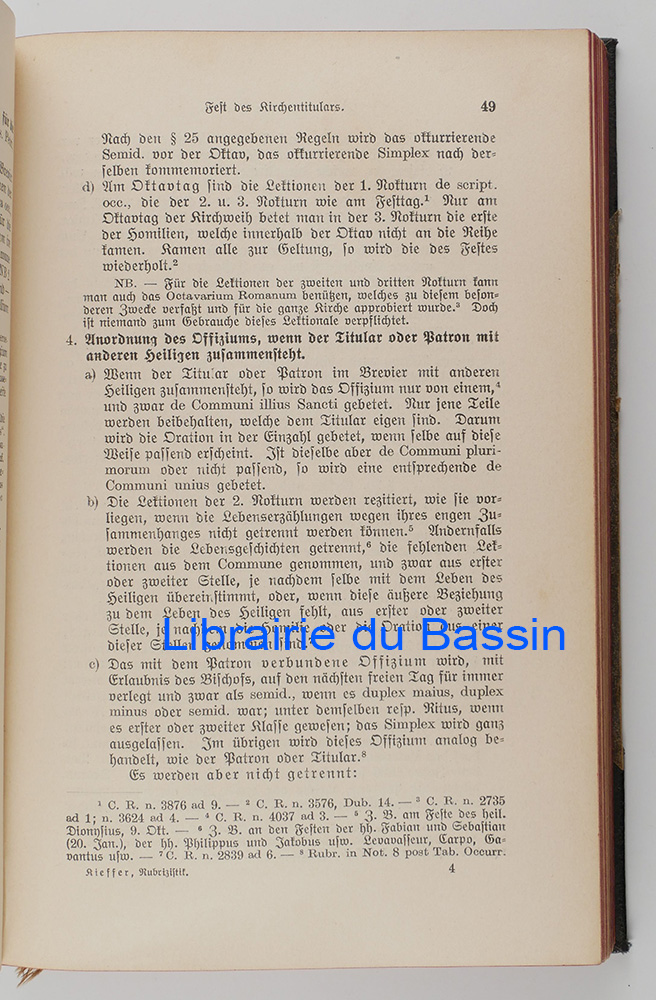 Fest des Kirchentitulars. 49
Nach den § 25 angegebenen Regeln wird das okkurrierende
Semid. vor der Oktav, das okkurrierende Simplex nach der-
selben kommemoriert.
d) Am Oktavtag sind die Lektionen der 1. Nokturn de script.
occ., die der 2. u. 3. Nokturn wie am Festtag.¹ Nur am
Oktavtag der Kirchweih betet man in der 3. Nokturn die erste
der Homilien, welche innerhalb der Oktav nicht an die Reihe
kamen. Kamen alle zur Geltung, so wird die des Festes
wiederholt.²
NB. — Für die Lektionen der zweiten und dritten Nokturn kann
man auch das Octavarium Romanum benützen, welches zu diesem beson-
deren Zwecke verfaßt und für die ganze Kirche approbiert wurde.³ Doch
ist niemand zum Gebrauche dieses Lektionale verpflichtet.
4. Anordnung des Offiziums, wenn der Titular oder Patron mit
anderen Heiligen zusammensteht.
a) Wenn der Titular oder Patron im Brevier mit anderen
Heiligen zusammensteht, so wird das Offizium nur von einem,⁴
und zwar de Communi illius Sancti gebetet. Nur jene Teile
werden beibehalten, welche dem Titular eigen sind. Darum
wird die Oration in der Einzahl gebetet, wenn selbe auf diese
Weise passend erscheint. Ist dieselbe aber de Communi pluri-
morum oder nicht passend, so wird eine entsprechende de
Communi unius gebetet.
b) Die Lektionen der 2. Nokturn werden rezitiert, wie sie vor-
liegen, wenn die Lebenserzählungen wegen ihres engen Zu-
sammenhanges nicht getrennt werden können.⁵ Andernfalls
werden die Lebensgeschichten getrennt,⁶ die fehlenden Lek-
tionen aus dem Commune genommen, und zwar aus erster
oder zweiter Stelle, je nachdem selbe mit dem Leben des
Heiligen übereinstimmt, oder, wenn diese äußere Beziehung
zu dem Leben des Heiligen fehlt, aus erster oder zweiter
Stelle, je nachdem die Homilie oder die Oration aus einer
dieser Stellen genommen sind.⁷
Librairie du Bassin
c) Das mit dem Patron verbundene Offizium wird, mit
Erlaubnis des Bischofs, auf den nächsten freien Tag für immer
verlegt und zwar als semid., wenn es duplex maius, duplex
minus oder semid. war; unter demselben resp. Ritus, wenn
es erster oder zweiter Klasse gewesen; das Simplex wird ganz
ausgelassen. Im übrigen wird dieses Offizium analog be-
handelt, wie der Patron oder Titular.⁸
Es werden aber nicht getrennt:
¹ C. R. n. 3876 ad 9. — ² C. R. n. 3576, Dub. 14. — ³ C. R. n. 2735
ad 1; n. 3624 ad 4. — ⁴ C. R. n. 4037 ad 3. — ⁵ Z. B. am Feste des heil.
Dionysius, 9. Okt. — ⁶ Z. B. an den Festen der hh. Fabian und Sebastian
(20. Jan.), der hh. Philippus und Jakobus usw. Levavasseur, Carpo, Ga-
vantus usw. — ⁷ C. R. n. 2839 ad 6. — ⁸ Rubr. in Not. 8 post Tab. Occurr.
Kieffer, Rubrizistik. 4